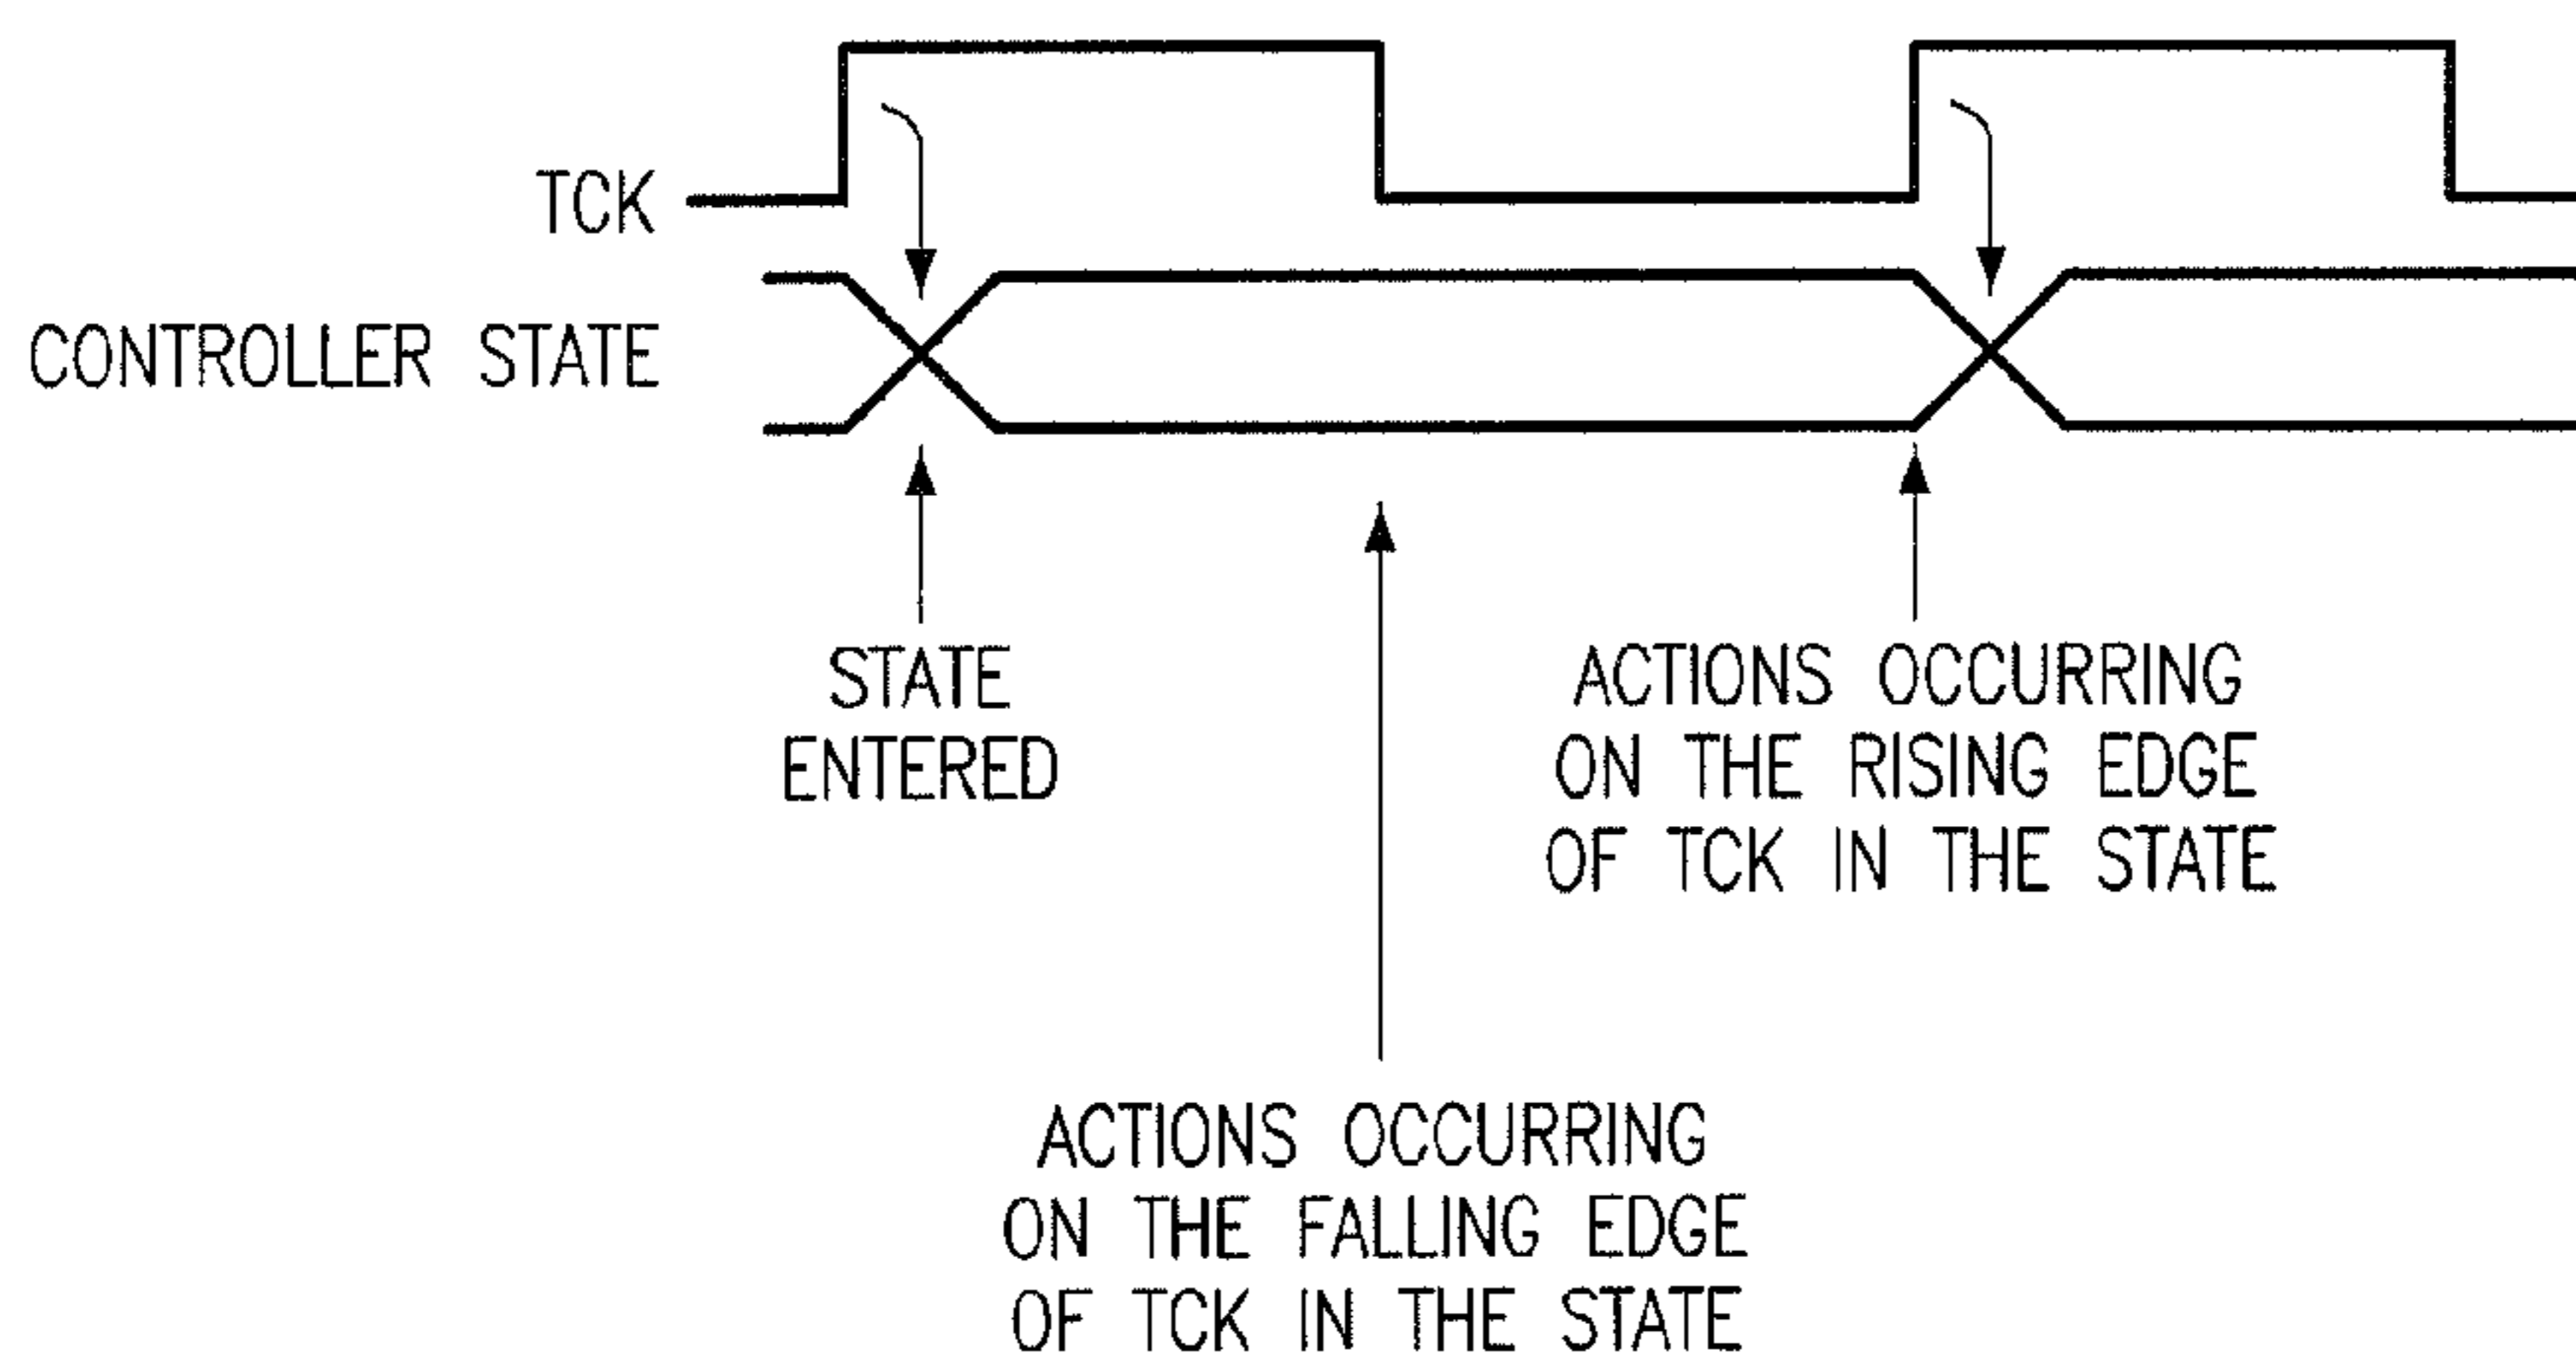 TCK
CONTROLLER STATE
STATE
ENTERED
ACTIONS OCCURRING
ON THE RISING EDGE
OF TCK IN THE STATE
ACTIONS OCCURRING
ON THE FALLING EDGE
OF TCK IN THE STATE